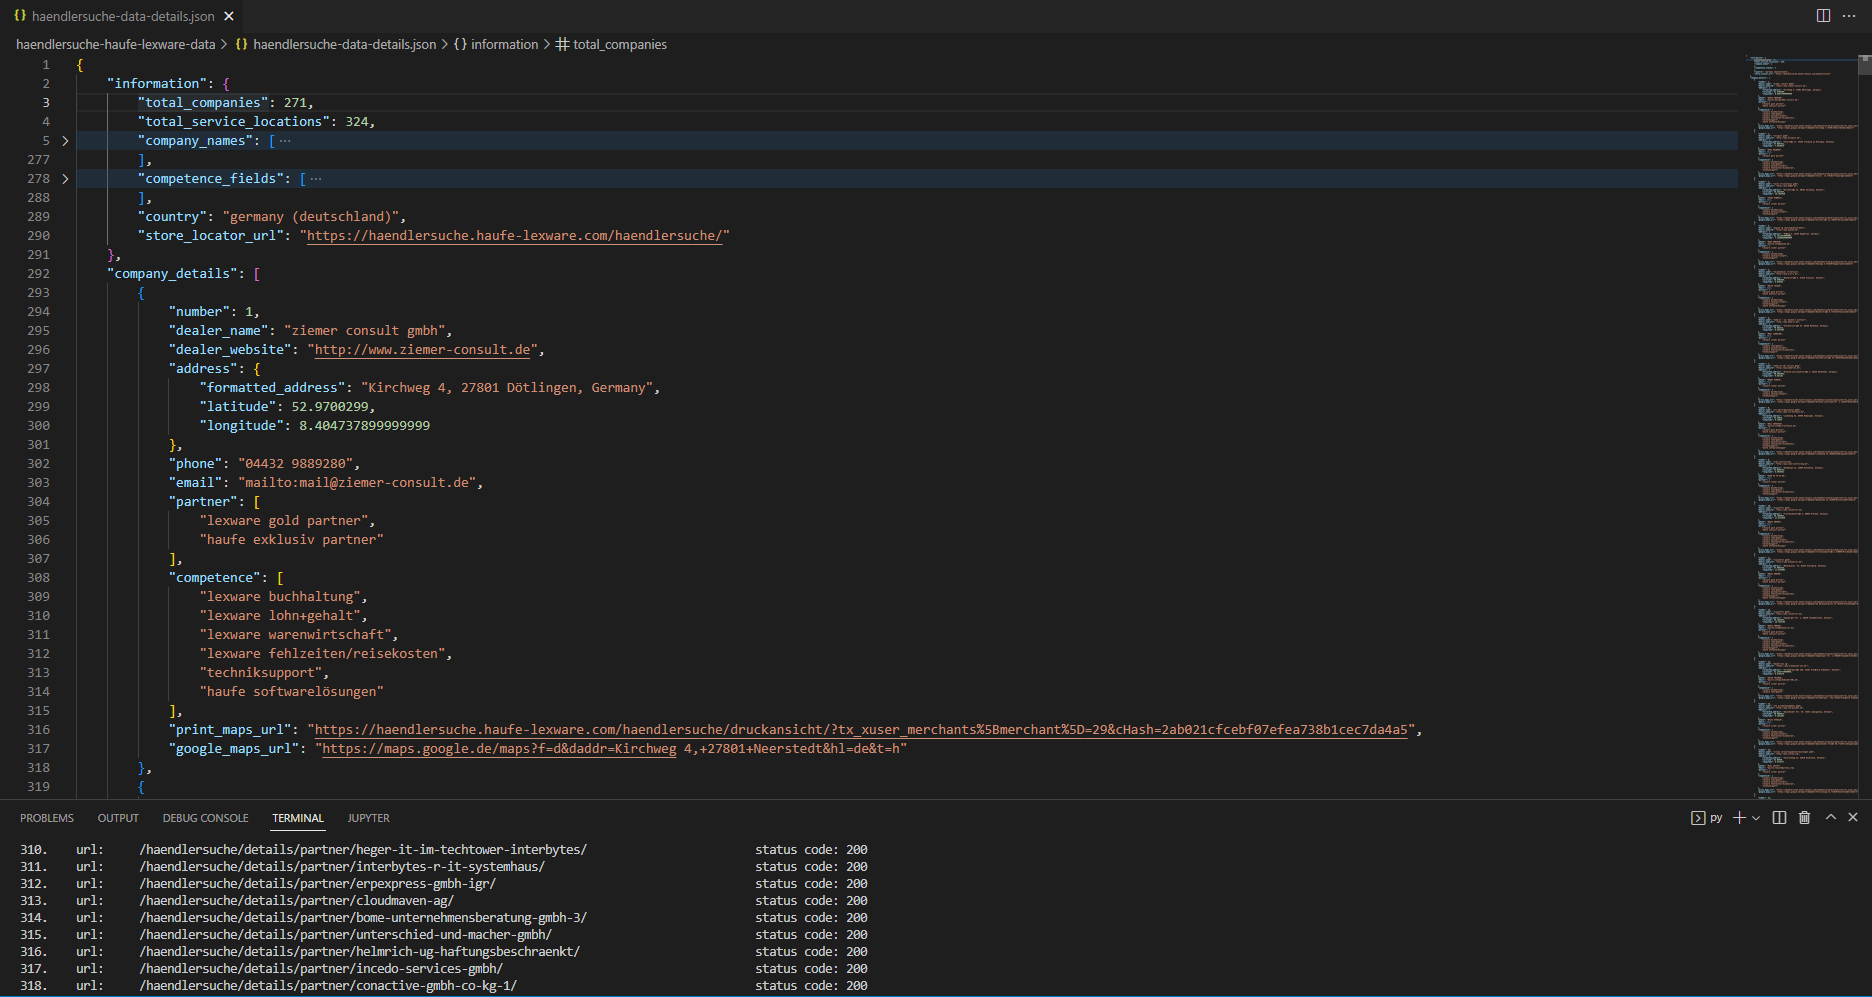 {} haendlersuche-data-details.json ×
haendlersuche-haufe-lexware-data > {} haendlersuche-data-details.json > {} information > # total_companies
1 {
2 "information": {
3 "total_companies": 271,
4 "total_service_locations": 324,
5 > "company_names": [ ···
277 ],
278 > "competence_fields": [ ···
288 ],
289 "country": "germany (deutschland)",
290 "store_locator_url": "https://haendlersuche.haufe-lexware.com/haendlersuche/"
291 },
292 "company_details": [
293 {
294 "number": 1,
295 "dealer_name": "ziemer consult gmbh",
296 "dealer_website": "http://www.ziemer-consult.de",
297 "address": {
298 "formatted_address": "Kirchweg 4, 27801 Dötlingen, Germany",
299 "latitude": 52.9700299,
300 "longitude": 8.404737899999999
301 },
302 "phone": "04432 9889280",
303 "email": "mailto:mail@ziemer-consult.de",
304 "partner": [
305 "lexware gold partner",
306 "haufe exklusiv partner"
307 ],
308 "competence": [
309 "lexware buchhaltung",
310 "lexware lohn+gehalt",
311 "lexware warenwirtschaft",
312 "lexware fehlzeiten/reisekosten",
313 "techniksupport",
314 "haufe softwarelösungen"
315 ],
316 "print_maps_url": "https://haendlersuche.haufe-lexware.com/haendlersuche/druckansicht/?tx_xuser_merchants%5Bmerchant%5D=29&cHash=2ab021cfcebf07efea738b1cec7da4a5",
317 "google_maps_url": "https://maps.google.de/maps?f=d&daddr=Kirchweg 4,+27801+Neerstedt&hl=de&t=h"
318 },
319 {
PROBLEMS OUTPUT DEBUG CONSOLE TERMINAL JUPYTER py
310. url: /haendlersuche/details/partner/heger-it-im-techtower-interbytes/ status code: 200
311. url: /haendlersuche/details/partner/interbytes-r-it-systemhaus/ status code: 200
312. url: /haendlersuche/details/partner/erpexpress-gmbh-igr/ status code: 200
313. url: /haendlersuche/details/partner/cloudmaven-ag/ status code: 200
314. url: /haendlersuche/details/partner/bome-unternehmensberatung-gmbh-3/ status code: 200
315. url: /haendlersuche/details/partner/unterschied-und-macher-gmbh/ status code: 200
316. url: /haendlersuche/details/partner/helmrich-ug-haftungsbeschraenkt/ status code: 200
317. url: /haendlersuche/details/partner/incedo-services-gmbh/ status code: 200
318. url: /haendlersuche/details/partner/conactive-gmbh-co-kg-1/ status code: 200